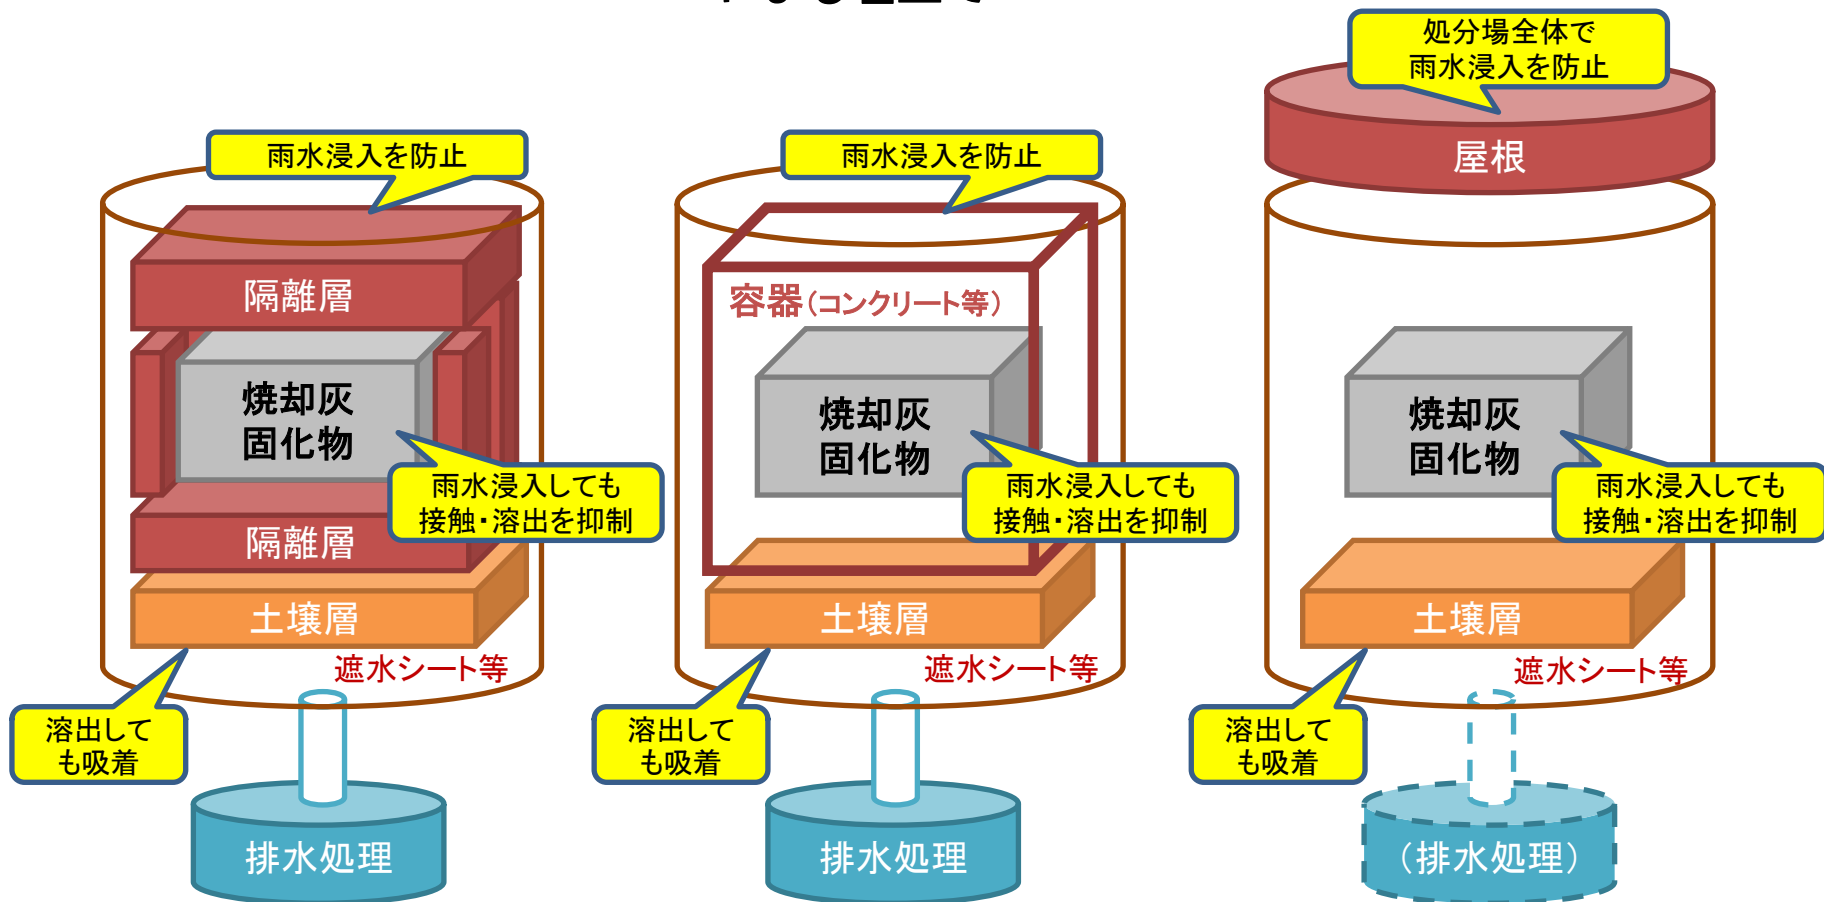 雨水浸入を防止
隔離層
焼却灰
固化物
雨水浸入しても
接触・溶出を抑制
隔離層
土壌層
遮水シート等
溶出して
も吸着
排水処理
雨水浸入を防止
容器(コンクリート等)
焼却灰
固化物
雨水浸入しても
接触・溶出を抑制
土壌層
遮水シート等
溶出して
も吸着
排水処理
処分場全体で
雨水浸入を防止
屋根
焼却灰
固化物
雨水浸入しても
接触・溶出を抑制
土壌層
遮水シート等
溶出して
も吸着
(排水処理)